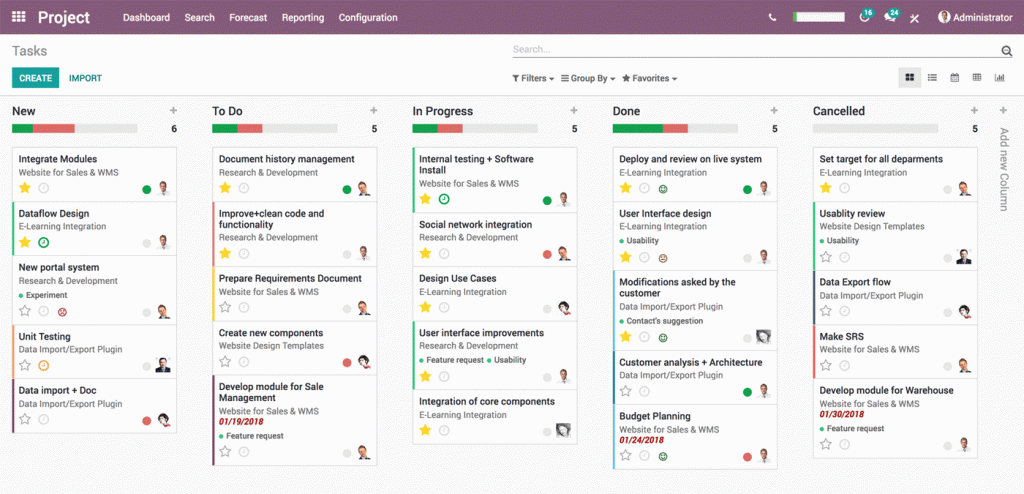 Project
Dashboard
Search
Forecast
Reporting
Configuration
16
24
Administrator
Tasks
Search...
CREATE
IMPORT
Filters
Group By
Favorites
New
6
Integrate Modules
Website for Sales & WMS
Dataflow Design
E-Learning Integration
New portal system
Research & Development
Experiment
Unit Testing
Data Import/Export Plugin
Data import + Doc
Data Import/Export Plugin
To Do
5
Document history management
Research & Development
Improve+clean code and
functionality
Research & Development
Prepare Requirements Document
Website for Sales & WMS
Create new components
Website Design Templates
Develop module for Sale
Management
Website for Sales & WMS
01/19/2018
Feature request
In Progress
5
Internal testing + Software
Install
Website for Sales & WMS
Social network integration
Research & Development
Design Use Cases
E-Learning Integration
User interface improvements
Feature request
Usability
Integration of core components
E-Learning Integration
Done
5
Deploy and review on live system
E-Learning Integration
User Interface design
E-Learning Integration
Usability
Modifications asked by the
customer
Data Import/Export Plugin
Contact's suggestion
Customer analysis + Architecture
Data Import/Export Plugin
Budget Planning
Website for Sales & WMS
01/24/2018
Cancelled
5
Set target for all deparments
E-Learning Integration
Usablity review
Website Design Templates
Usability
Data Export flow
Data Import/Export Plugin
Make SRS
Website for Sales & WMS
Develop module for Warehouse
Website for Sales & WMS
01/30/2018
Feature request
Add new Column